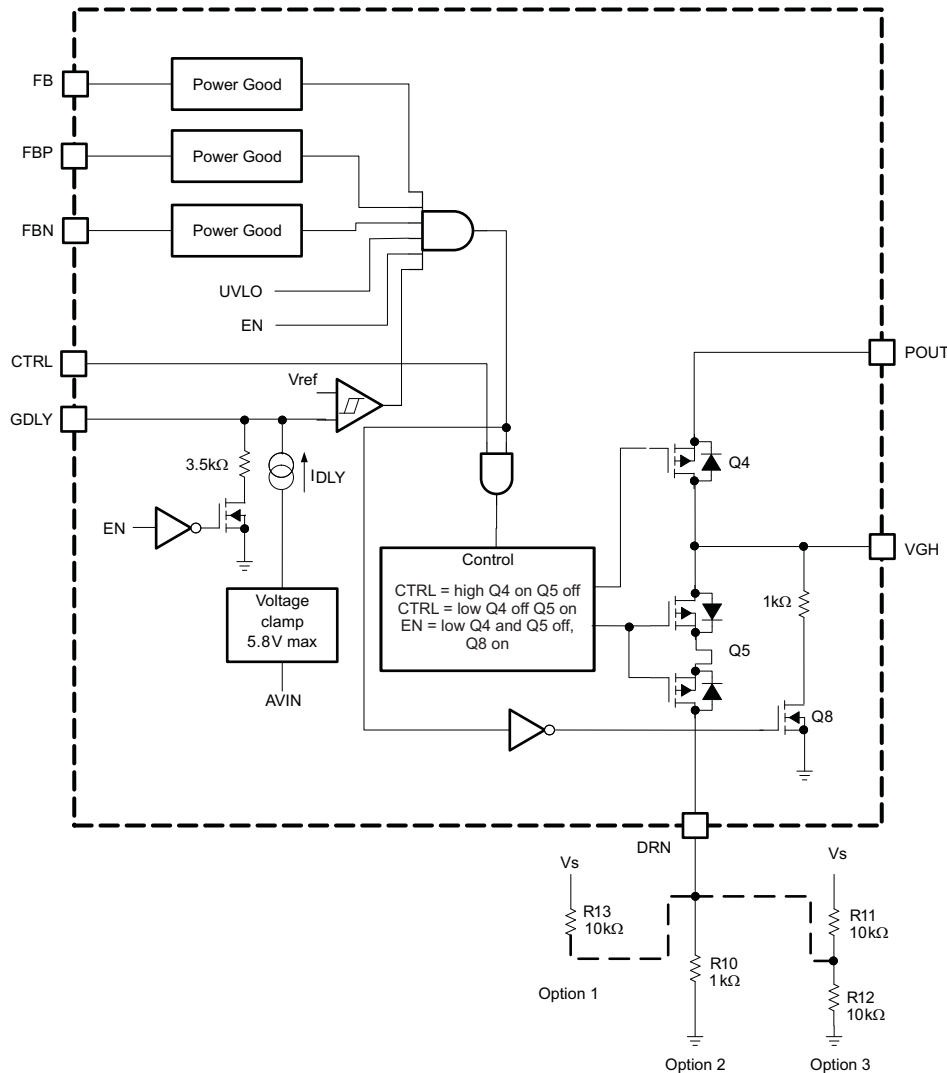 FB
Power Good
FBP
Power Good
FBN
Power Good
UVLO
EN
CTRL
POUT
Vref
GDLY
3.5kΩ
IDLY
Q4
EN
VGH
Control
CTRL = high Q4 on Q5 off
CTRL = low Q4 off Q5 on
EN = low Q4 and Q5 off,
Q8 on
1kΩ
Voltage
clamp
5.8V max
Q5
AVIN
Q8
DRN
Vs
Vs
R13
10kΩ
R11
10kΩ
R10
1kΩ
Option 1
R12
10kΩ
Option 2
Option 3